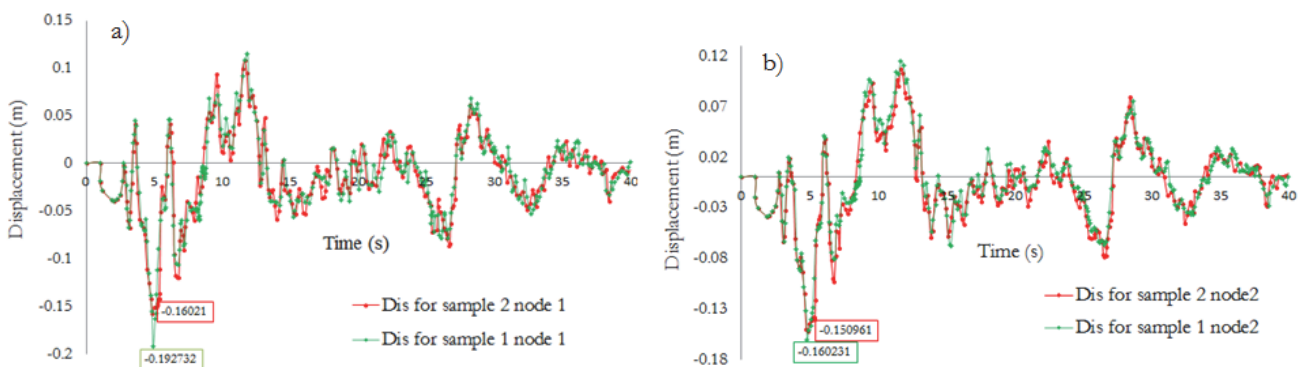 a)
Displacement (m)
0.15
0.1
0.05
0
-0.05
-0.1
-0.15
-0.2
0 5 10 15 20 25 30 35 40
Time (s)
-0.16021
-0.192732
Dis for sample 2 node 1
Dis for sample 1 node 1
b)
Displacement (m)
0.12
0.07
0.02
-0.03
-0.08
-0.13
-0.18
0 5 10 15 20 25 30 35 40
Time (s)
-0.150961
-0.160231
Dis for sample 2 node2
Dis for sample 1 node2